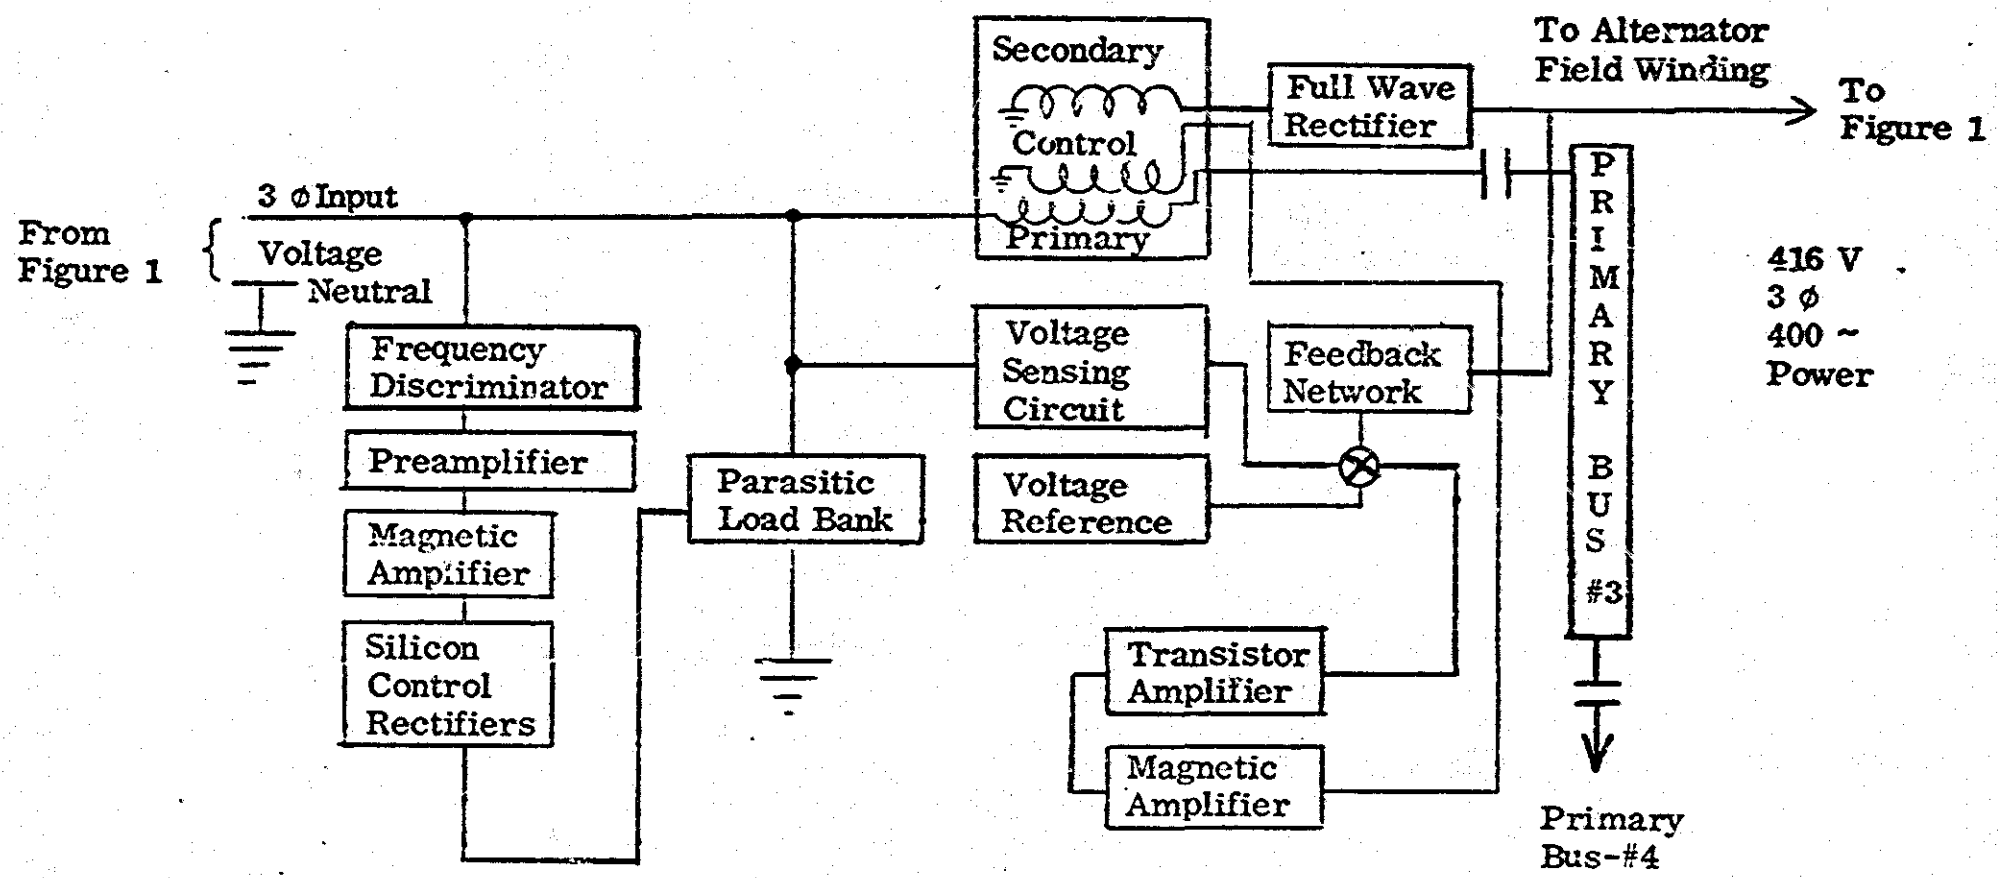 To Alternator
Field Winding
To
Figure 1
Secondary
Control
Primary
Full Wave
Rectifier
3 ϕ Input
From
Figure 1
Voltage
Neutral
Frequency
Discriminator
Preamplifier
Magnetic
Amplifier
Silicon
Control
Rectifiers
Parasitic
Load Bank
Voltage
Sensing
Circuit
Voltage
Reference
Feedback
Network
Transistor
Amplifier
Magnetic
Amplifier
PRIMARY BUS #3
416 V
3 ϕ
400 ~
Power
Primary
Bus-#4